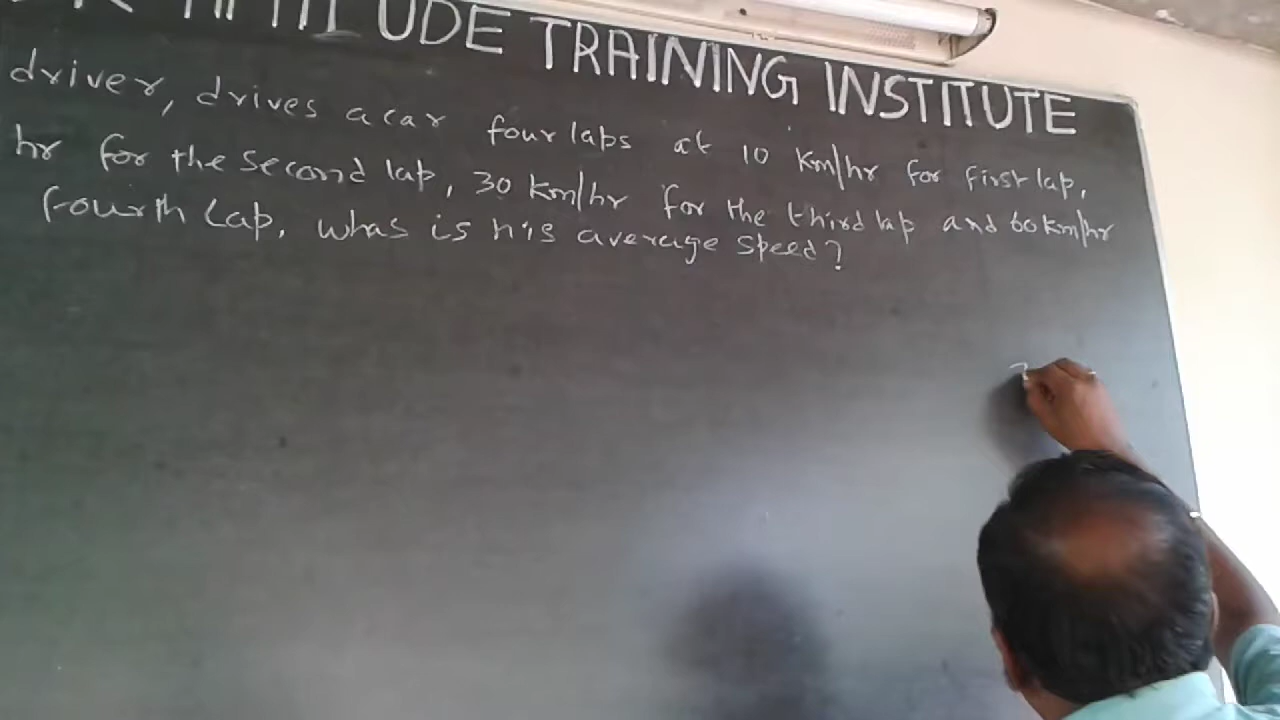 APTITUDE TRAINING INSTITUTE
driver, drives a car four laps at 10 km/hr for first lap,
hr for the second lap, 30 km/hr for the third lap and 60 km/hr
fourth Lap. whas is his average speed?